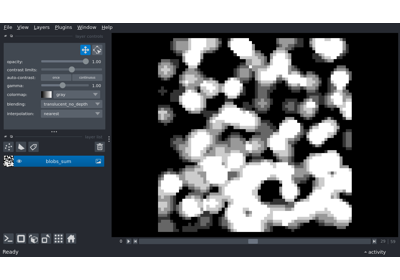 File View Layers Plugins Window Help
opacity: 1.00
contrast limits:
auto-contrast: once continuous
gamma: 1.00
colormap: gray
blending: translucent_no_depth
interpolation: nearest
blobs_sum
Ready
activity